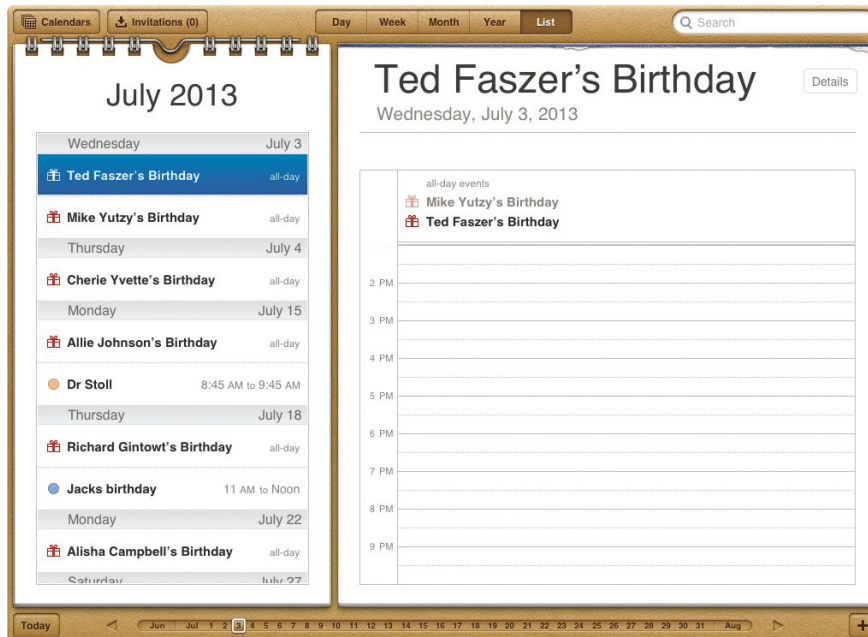 Calendars Invitations (0) Day Week Month Year List Search
July 2013
Wednesday July 3
Ted Faszer's Birthday all-day
Mike Yutzy's Birthday all-day
Thursday July 4
Cherie Yvette's Birthday all-day
Monday July 15
Allie Johnson's Birthday all-day
Dr Stoll 8:45 AM to 9:45 AM
Thursday July 18
Richard Gintowt's Birthday all-day
Jacks birthday 11 AM to Noon
Monday July 22
Alisha Campbell's Birthday all-day
Saturday July 27
Ted Faszer's Birthday Details
Wednesday, July 3, 2013
all-day events
Mike Yutzy's Birthday
Ted Faszer's Birthday
2 PM
3 PM
4 PM
5 PM
6 PM
7 PM
8 PM
9 PM
Today Jun Jul 1 2 3 4 5 6 7 8 9 10 11 12 13 14 15 16 17 18 19 20 21 22 23 24 25 26 27 28 29 30 31 Aug +